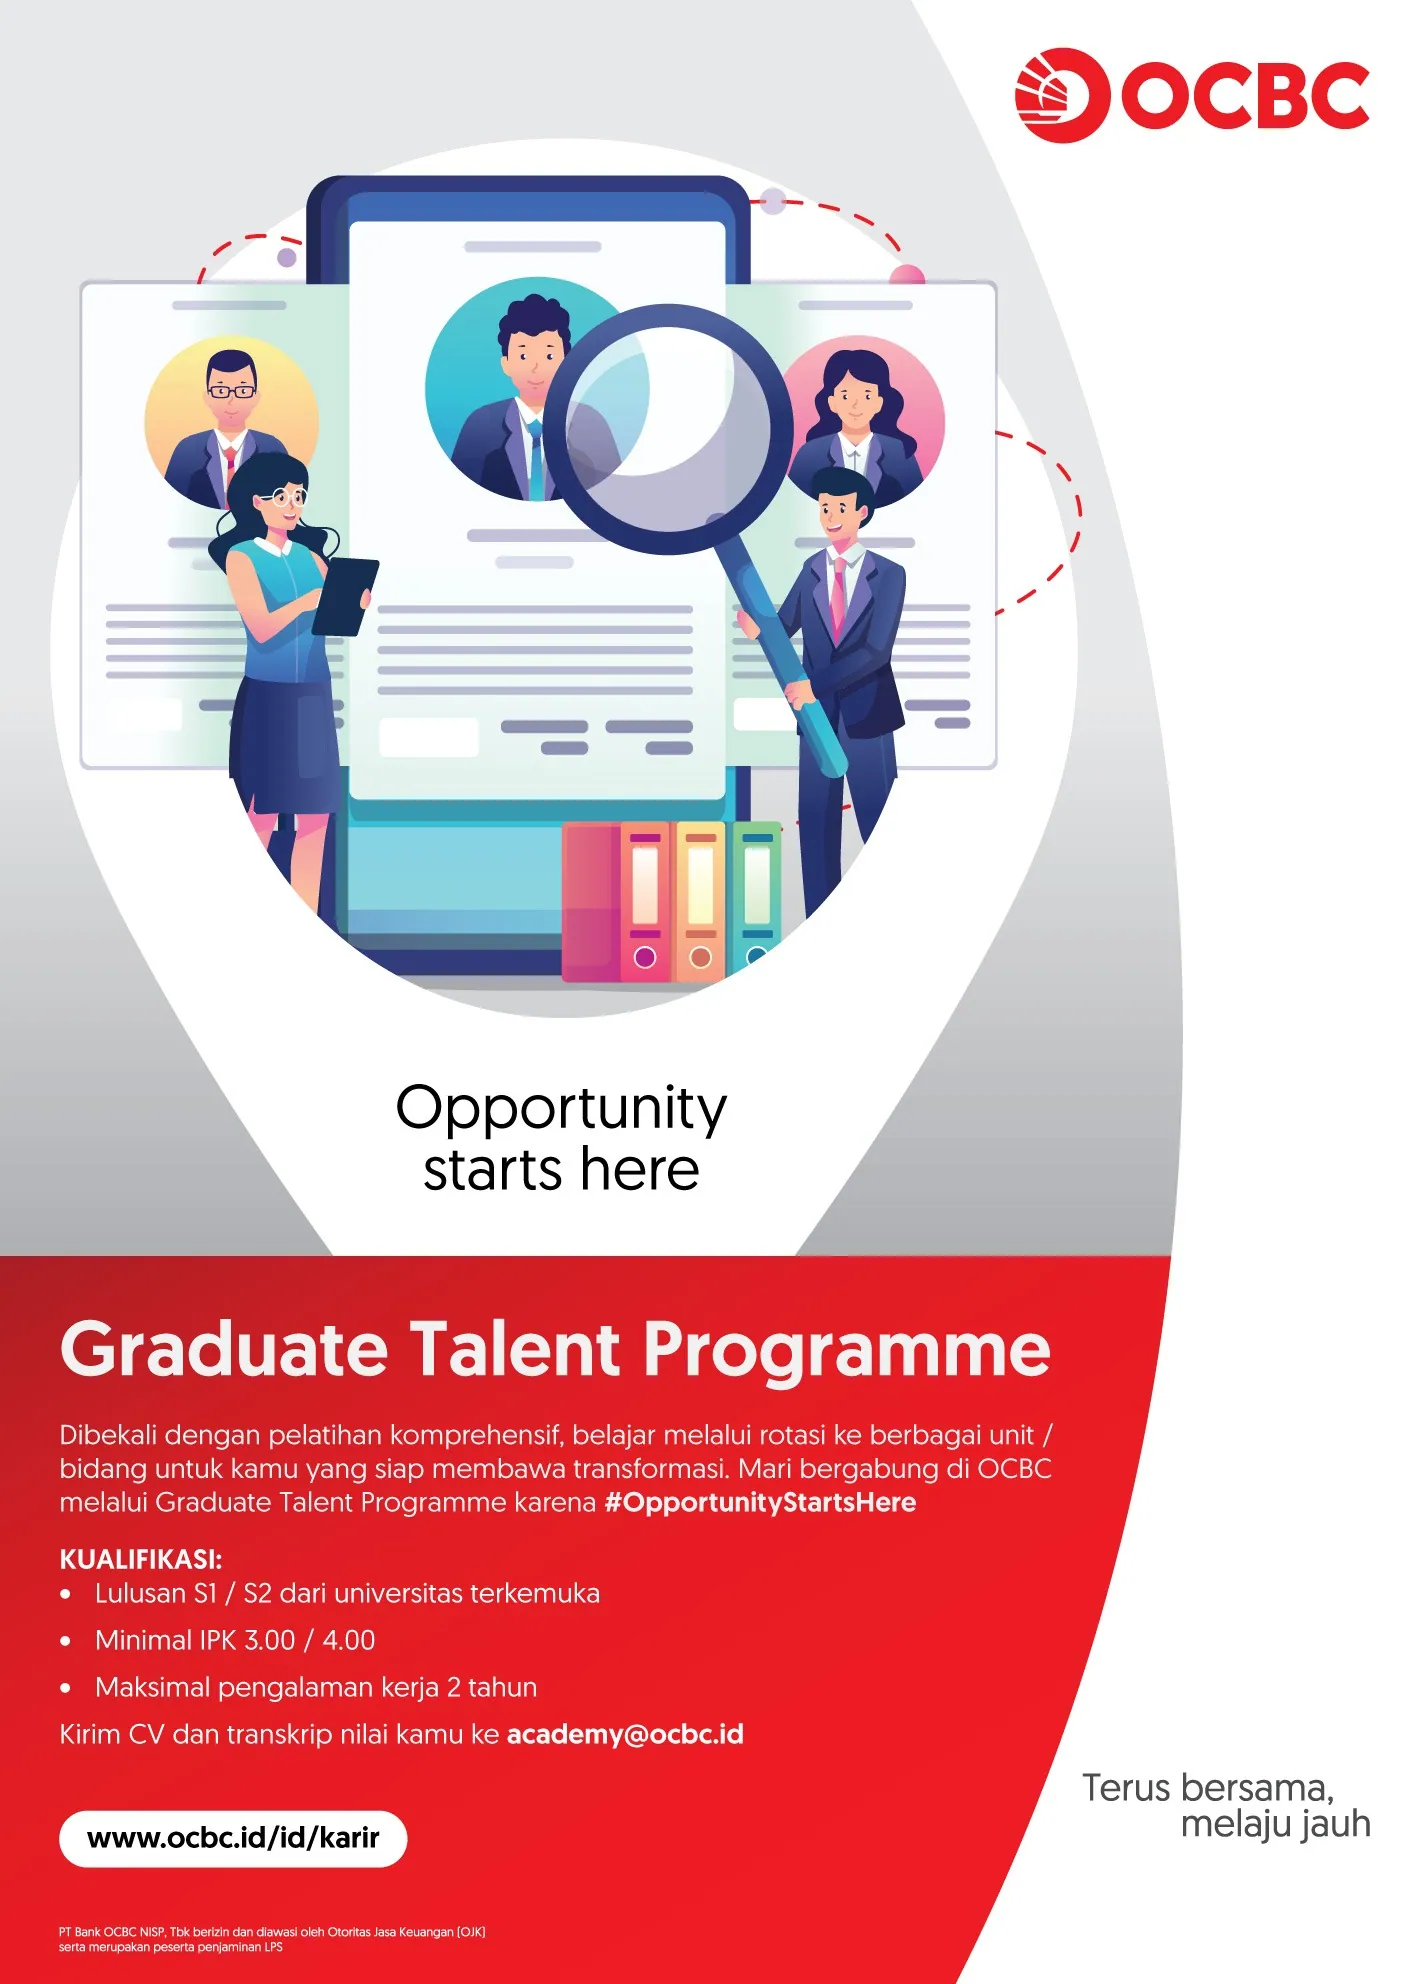 OCBC
Opportunity
starts here
Graduate Talent Programme
Dibekali dengan pelatihan komprehensif, belajar melalui rotasi ke berbagai unit /
bidang untuk kamu yang siap membawa transformasi. Mari bergabung di OCBC
melalui Graduate Talent Programme karena #OpportunityStartsHere
KUALIFIKASI:
• Lulusan S1 / S2 dari universitas terkemuka
• Minimal IPK 3.00 / 4.00
• Maksimal pengalaman kerja 2 tahun
Kirim CV dan transkrip nilai kamu ke academy@ocbc.id
Terus bersama,
melaju jauh
www.ocbc.id/id/karir
PT Bank OCBC NISP, Tbk berizin dan diawasi oleh Otoritas Jasa Keuangan (OJK)
serta merupakan peserta penjaminan LPS